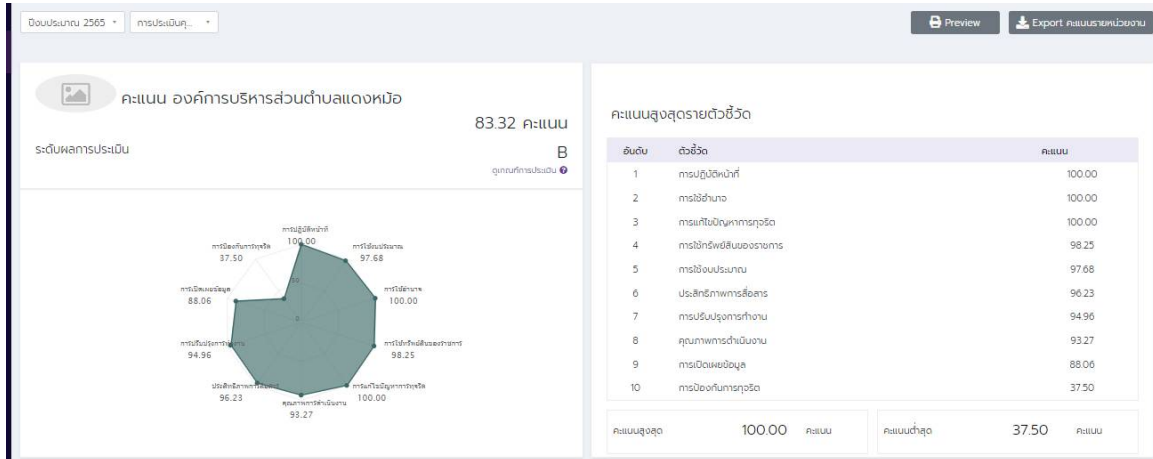 ปีงบประมาณ 2565
การประเมินคุ...
Preview
Export คะแนนรายหน่วยงาน
คะแนน องค์การบริหารส่วนตำบลแดงหม้อ
83.32 คะแนน
ระดับผลการประเมิน
B
ดูเกณฑ์การประเมิน
การปฏิบัติหน้าที่
100.00
การป้องกันการทุจริต
37.50
การใช้งบประมาณ
97.68
การเปิดเผยข้อมูล
88.06
การใช้อำนาจ
100.00
50
0
การปรับปรุงการทำงาน
94.96
การใช้ทรัพย์สินของราชการ
98.25
ประสิทธิภาพการสื่อสาร
96.23
การแก้ไขปัญหาการทุจริต
100.00
คุณภาพการดำเนินงาน
93.27
คะแนนสูงสุดรายตัวชี้วัด
อันดับ ตัวชี้วัด คะแนน
1 การปฏิบัติหน้าที่ 100.00
2 การใช้อำนาจ 100.00
3 การแก้ไขปัญหาการทุจริต 100.00
4 การใช้ทรัพย์สินของราชการ 98.25
5 การใช้งบประมาณ 97.68
6 ประสิทธิภาพการสื่อสาร 96.23
7 การปรับปรุงการทำงาน 94.96
8 คุณภาพการดำเนินงาน 93.27
9 การเปิดเผยข้อมูล 88.06
10 การป้องกันการทุจริต 37.50
คะแนนสูงสุด 100.00 คะแนน
คะแนนต่ำสุด 37.50 คะแนน